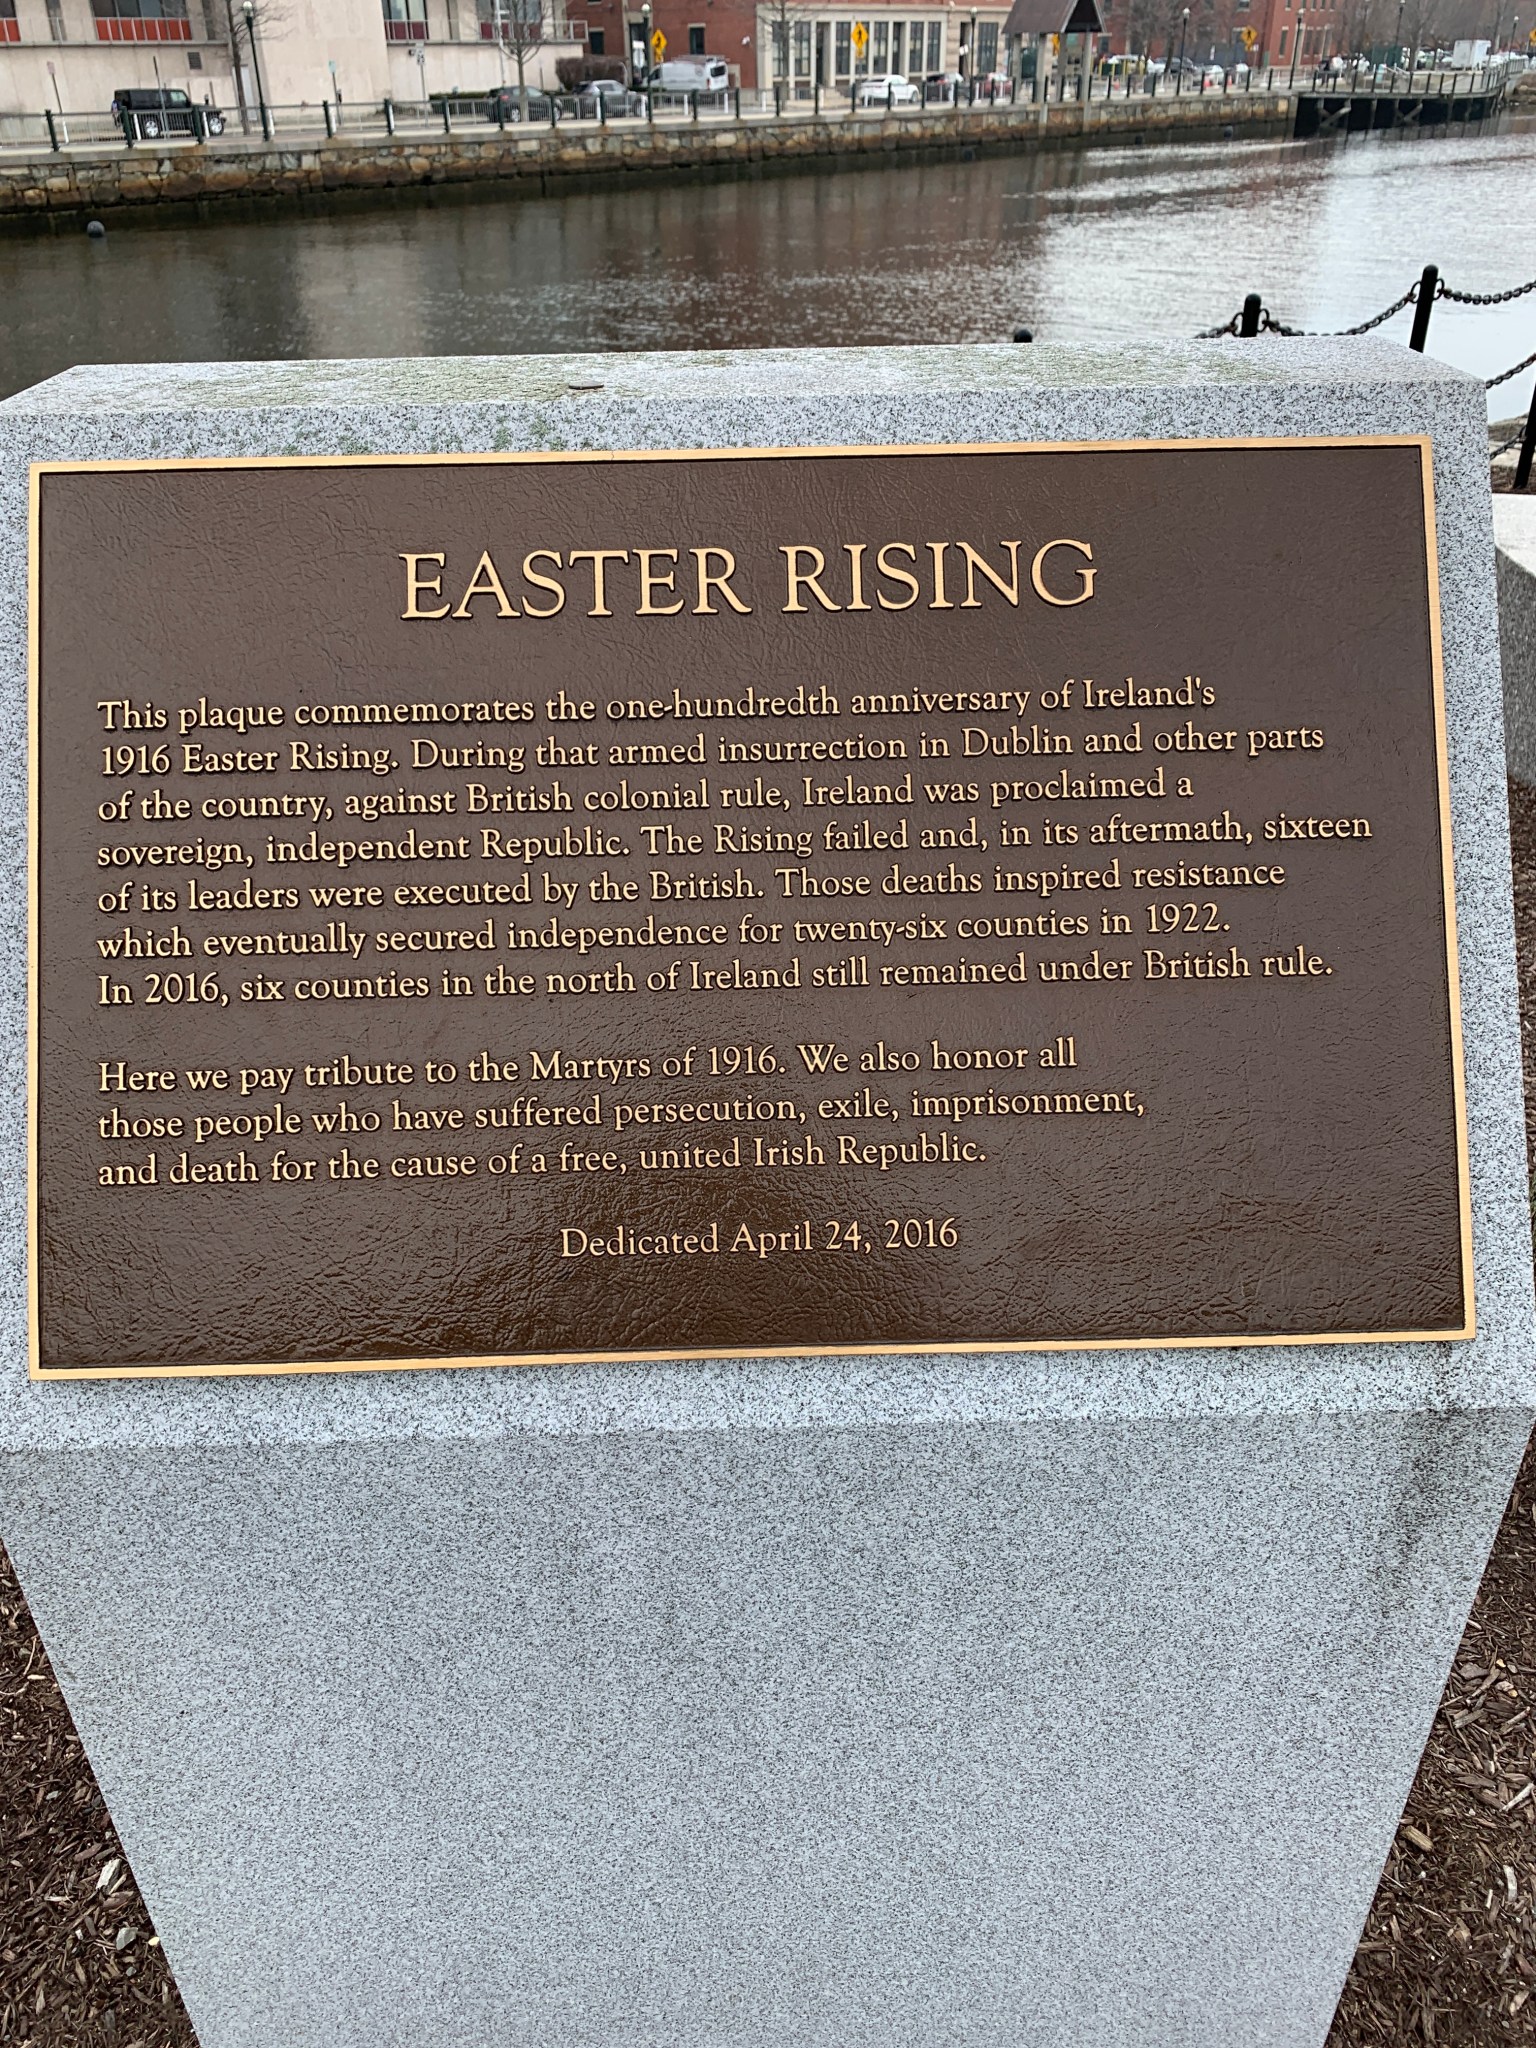 EASTER RISING
This plaque commemorates the one-hundredth anniversary of Ireland's
1916 Easter Rising. During that armed insurrection in Dublin and other parts
of the country, against British colonial rule, Ireland was proclaimed a
sovereign, independent Republic. The Rising failed and, in its aftermath, sixteen
of its leaders were executed by the British. Those deaths inspired resistance
which eventually secured independence for twenty-six counties in 1922.
In 2016, six counties in the north of Ireland still remained under British rule.
Here we pay tribute to the Martyrs of 1916. We also honor all
those people who have suffered persecution, exile, imprisonment,
and death for the cause of a free, united Irish Republic.
Dedicated April 24, 2016